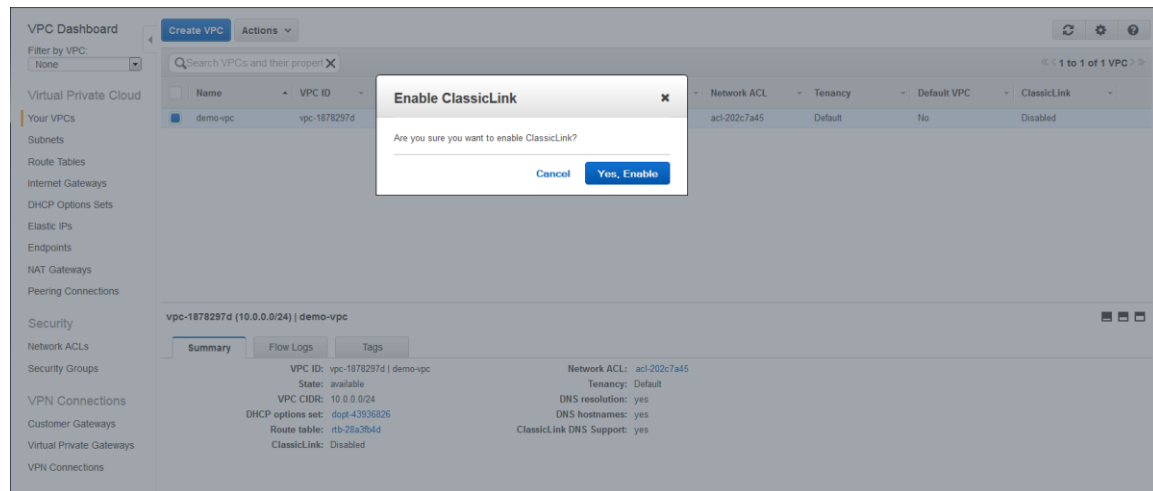 VPC Dashboard
Filter by VPC:
None
Virtual Private Cloud
Your VPCs
Subnets
Route Tables
Internet Gateways
DHCP Options Sets
Elastic IPs
Endpoints
NAT Gateways
Peering Connections
Security
Network ACLs
Security Groups
VPN Connections
Customer Gateways
Virtual Private Gateways
VPN Connections
Create VPC Actions
Search VPCs and their propert
1 to 1 of 1 VPC
Name VPC ID Network ACL Tenancy Default VPC ClassicLink
demo-vpc vpc-1878297d acl-202c7a45 Default No Disabled
Enable ClassicLink
Are you sure you want to enable ClassicLink?
Cancel Yes, Enable
vpc-1878297d (10.0.0.0/24) | demo-vpc
Summary Flow Logs Tags
VPC ID: vpc-1878297d | demo-vpc
State: available
VPC CIDR: 10.0.0.0/24
DHCP options set: dopt-43936826
Route table: rtb-28a3fb4d
ClassicLink: Disabled
Network ACL: acl-202c7a45
Tenancy: Default
DNS resolution: yes
DNS hostnames: yes
ClassicLink DNS Support: yes